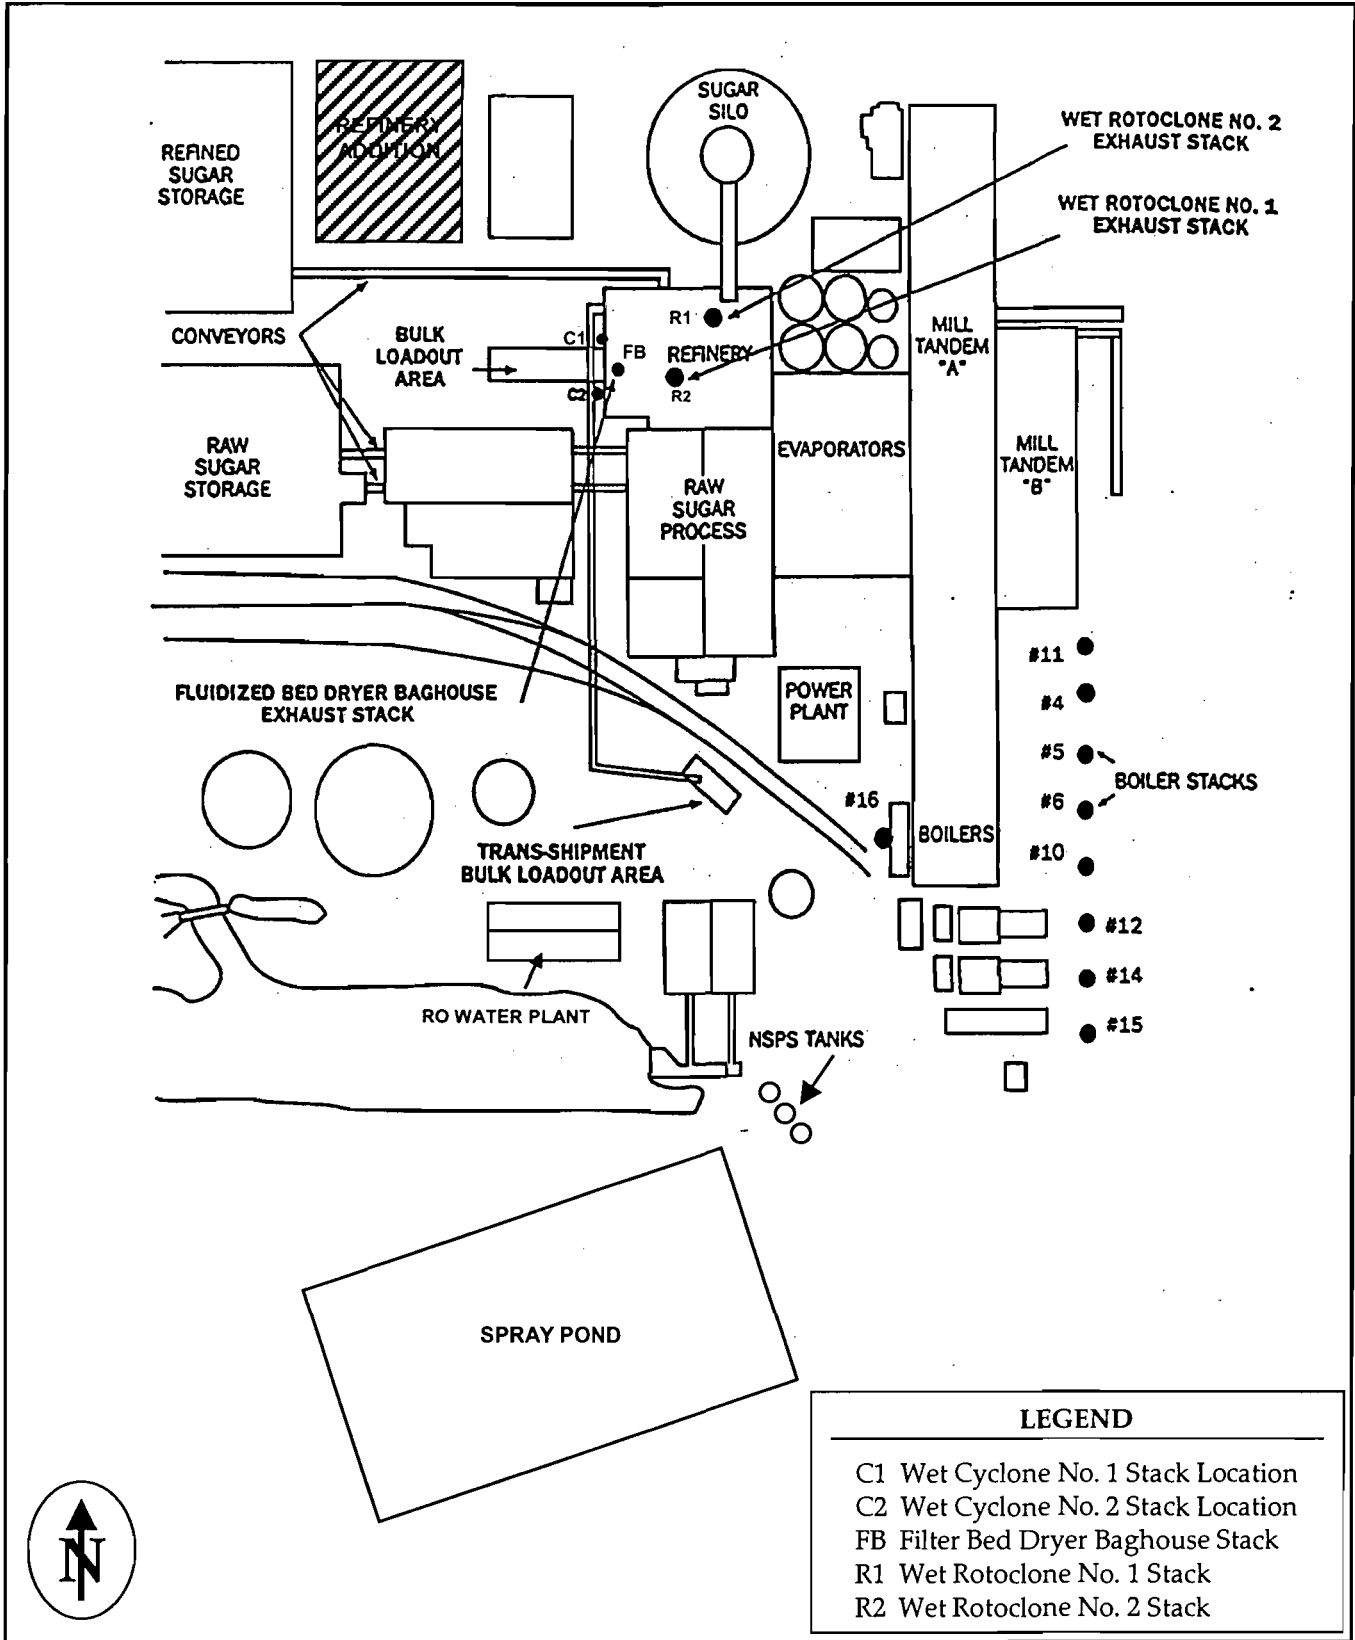 SUGAR
SILO
WET ROTOCLONE NO. 2
EXHAUST STACK
REFINERY
ADDITION
REFINED
SUGAR
STORAGE
WET ROTOCLONE NO. 1
EXHAUST STACK
CONVEYORS
BULK
LOADOUT
AREA
C1
R1
FB
REFINERY
C2
R2
MILL
TANDEM
"A"
RAW
SUGAR
STORAGE
RAW
SUGAR
PROCESS
EVAPORATORS
MILL
TANDEM
"B"
FLUIDIZED BED DRYER BAGHOUSE
EXHAUST STACK
POWER
PLANT
#11
#4
#5
BOILER STACKS
#6
#16
BOILERS
#10
TRANS-SHIPMENT
BULK LOADOUT AREA
#12
#14
RO WATER PLANT
NSPS TANKS
#15
SPRAY POND
N
LEGEND
C1 Wet Cyclone No. 1 Stack Location
C2 Wet Cyclone No. 2 Stack Location
FB Filter Bed Dryer Baghouse Stack
R1 Wet Rotoclone No. 1 Stack
R2 Wet Rotoclone No. 2 Stack